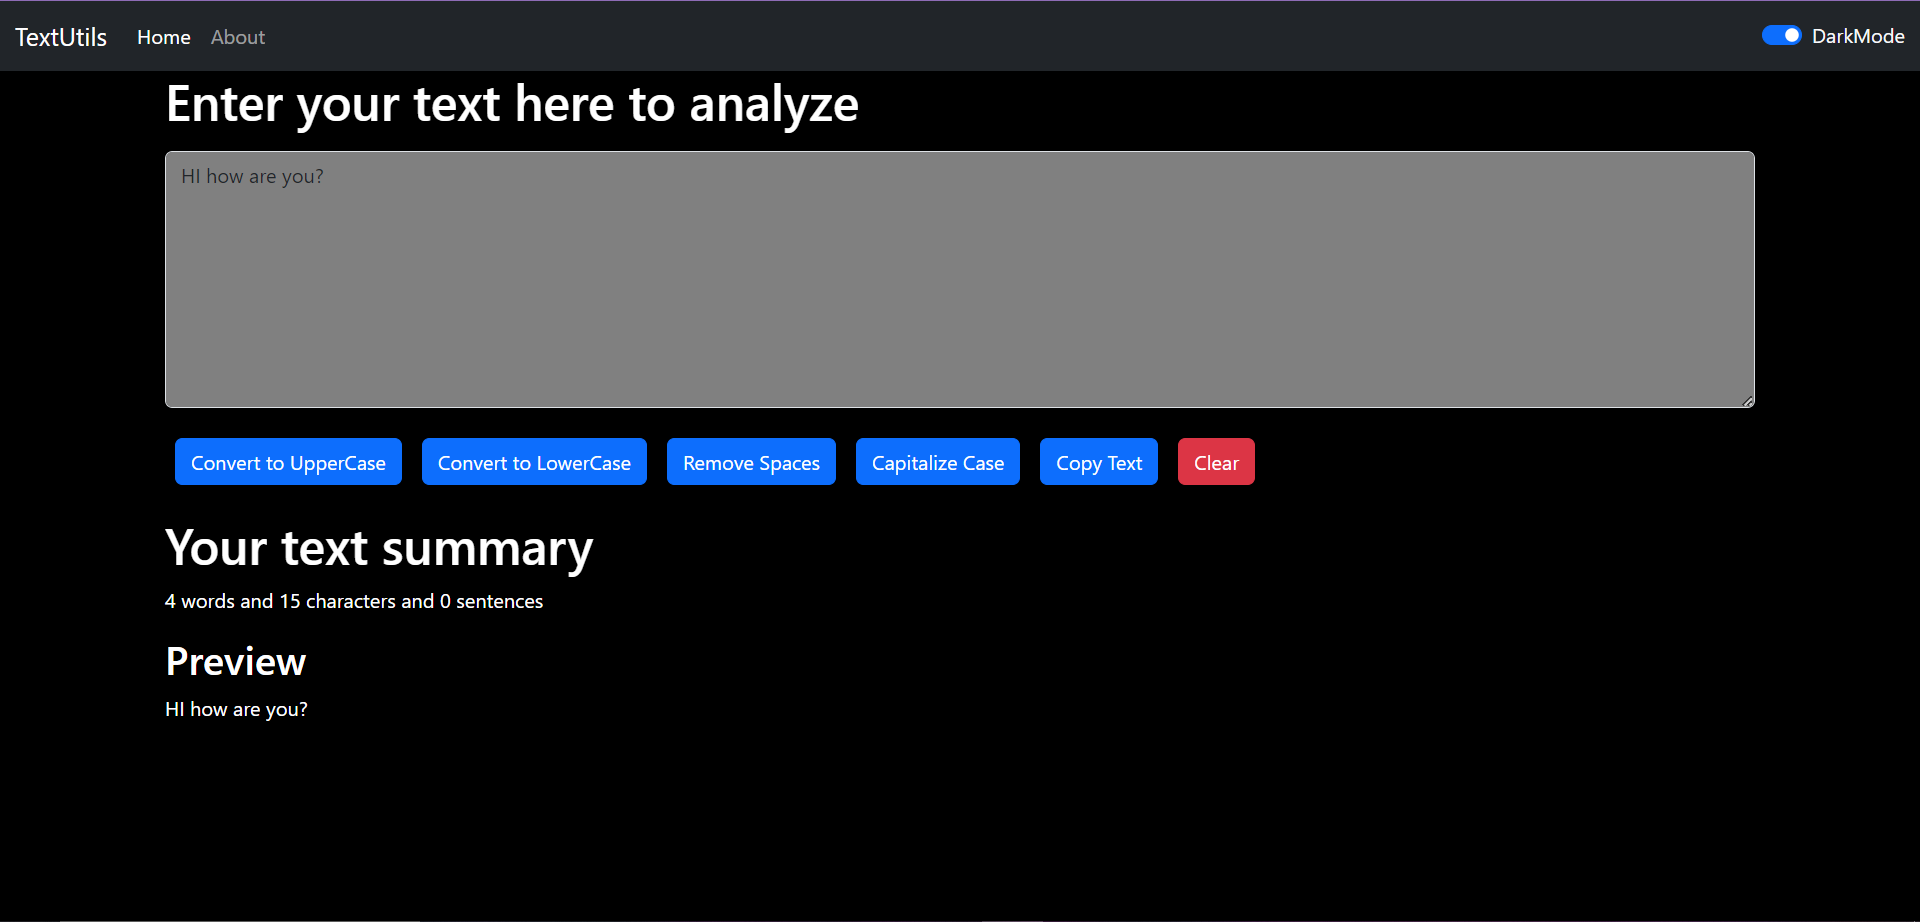 TextUtils Home About DarkMode
Enter your text here to analyze
HI how are you?
Convert to UpperCase Convert to LowerCase Remove Spaces Capitalize Case Copy Text Clear
Your text summary
4 words and 15 characters and 0 sentences
Preview
HI how are you?